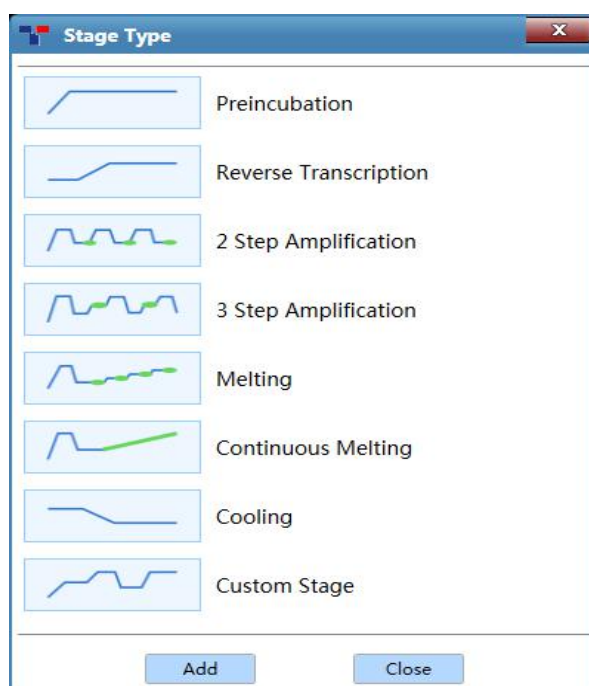 Stage Type
x
Preincubation
Reverse Transcription
2 Step Amplification
3 Step Amplification
Melting
Continuous Melting
Cooling
Custom Stage
Add Close